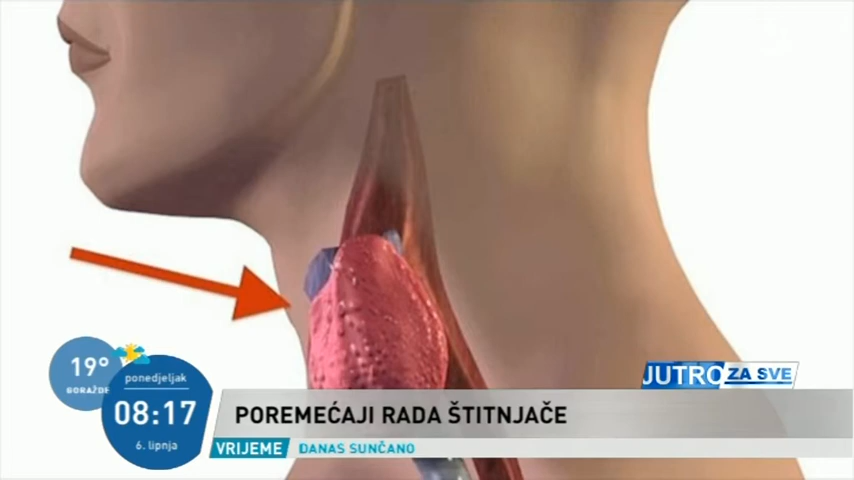 19°
GORAŽDE
ponedjeljak
08:17
6. lipnja
JUTRO ZA SVE
POREMEĆAJI RADA ŠTITNJAČE
VRIJEME DANAS SUNČANO